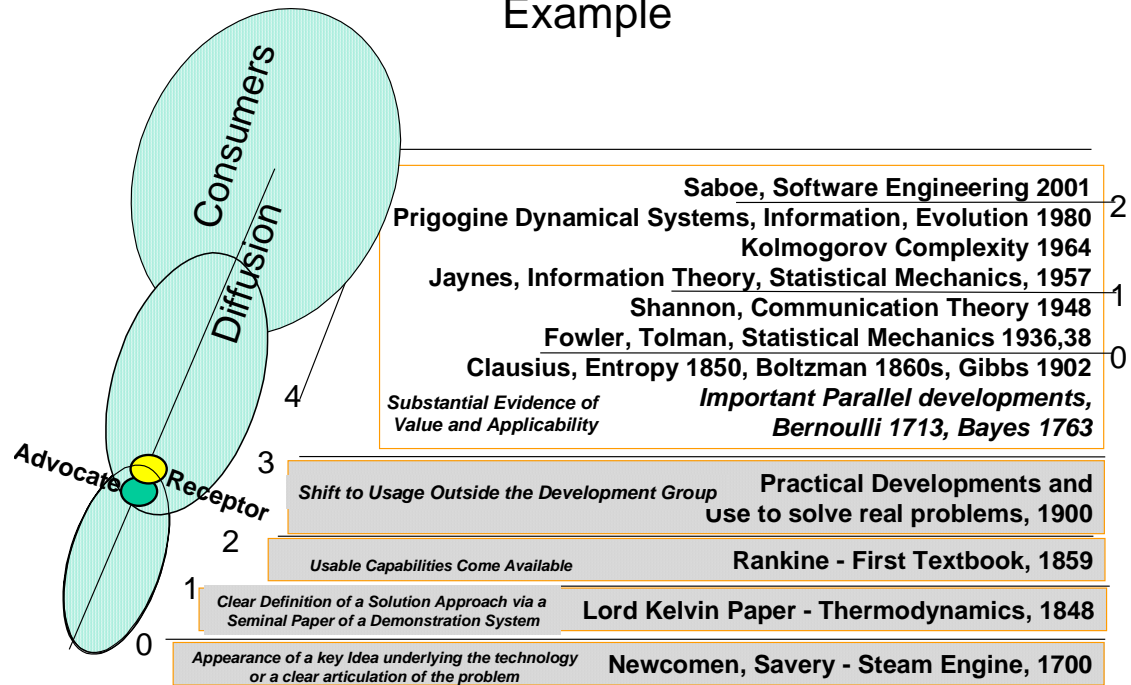 Example
Consumers
Diffusion
Advocate
Receptor
4
3
2
1
0
Saboe, Software Engineering 2001
2
Prigogine Dynamical Systems, Information, Evolution 1980
Kolmogorov Complexity 1964
Jaynes, Information Theory, Statistical Mechanics, 1957
1
Shannon, Communication Theory 1948
Fowler, Tolman, Statistical Mechanics 1936,38
0
Clausius, Entropy 1850, Boltzman 1860s, Gibbs 1902
Substantial Evidence of
Value and Applicability
Important Parallel developments,
Bernoulli 1713, Bayes 1763
Shift to Usage Outside the Development Group
Practical Developments and
Use to solve real problems, 1900
Usable Capabilities Come Available
Rankine - First Textbook, 1859
Clear Definition of a Solution Approach via a
Seminal Paper of a Demonstration System
Lord Kelvin Paper - Thermodynamics, 1848
Appearance of a key Idea underlying the technology
or a clear articulation of the problem
Newcomen, Savery - Steam Engine, 1700